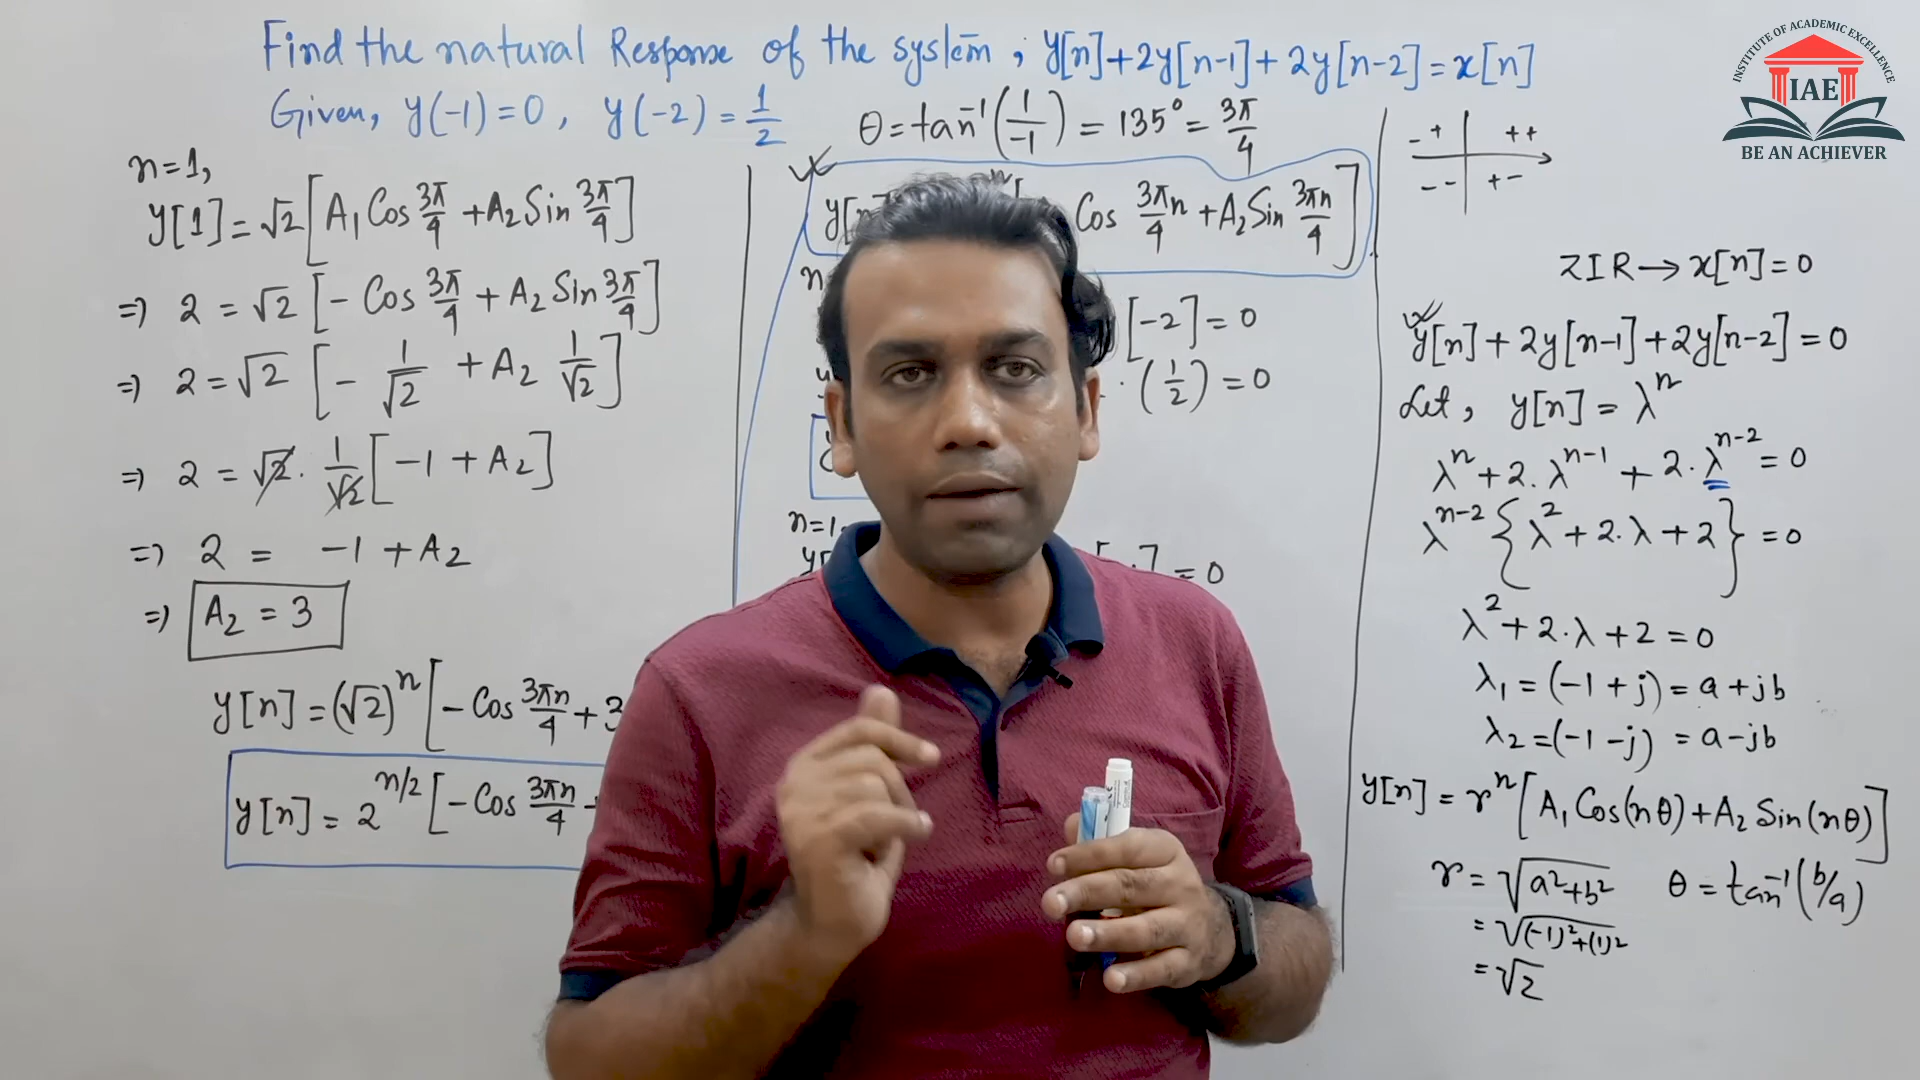 Find the natural Response of the system; y[n]+2y[n-1]+2y[n-2]=x[n]
Given, y(-1)=0, y(-2)=1/2
n=1,
y[1]=√2[A₁Cos 3π/4 + A₂Sin 3π/4]
=> 2 = √2 [- Cos 3π/4 + A₂ Sin 3π/4]
=> 2 = √2 [- 1/√2 + A₂ 1/√2]
=> 2 = √2 · 1/√2 [-1 + A₂]
=> 2 = -1 + A₂
=> A₂ = 3
y[n] = (√2)ⁿ [- Cos 3πn/4 + 3
y[n] = 2^(n/2) [- Cos 3πn/4
θ = tan⁻¹(1/-1) = 135° = 3π/4
Cos 3πn/4 + A₂ Sin 3πn/4]
[-2] = 0
· (1/2) = 0
n=1
= 0
-+ ++
-- +-
ZIR → x[n] = 0
y[n] + 2y[n-1] + 2y[n-2] = 0
Let, y[n] = λⁿ
λⁿ + 2.λⁿ⁻¹ + 2.λⁿ⁻² = 0
λⁿ⁻² {λ² + 2.λ + 2} = 0
λ² + 2.λ + 2 = 0
λ₁ = (-1 + j) = a + jb
λ₂ = (-1 - j) = a - jb
y[n] = rⁿ [A₁ Cos(nθ) + A₂ Sin(nθ)]
r = √(a²+b²) θ = tan⁻¹(b/a)
= √((-1)²+(1)²)
= √2
INSTITUTE OF ACADEMIC EXCELLENCE
IAE
BE AN ACHIEVER